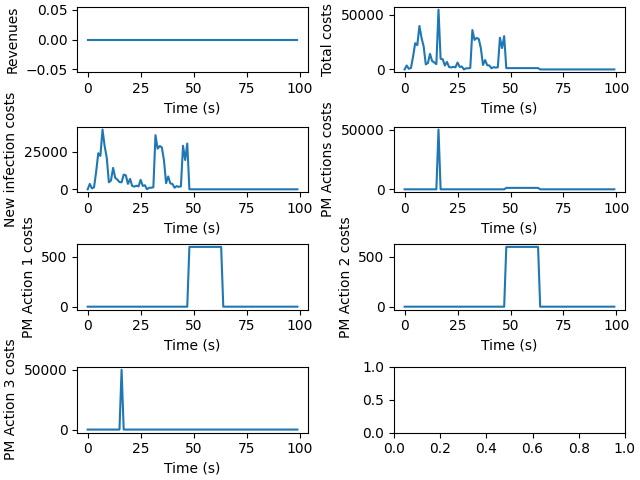 Revenues
0.05
0.00
−0.05
0 25 50 75 100
Time (s)
Total costs
50000
0
0 25 50 75 100
Time (s)
New infection costs
25000
0
0 25 50 75 100
Time (s)
PM Actions costs
50000
0
0 25 50 75 100
Time (s)
PM Action 1 costs
500
0
0 25 50 75 100
Time (s)
PM Action 2 costs
500
0
0 25 50 75 100
Time (s)
PM Action 3 costs
50000
0
0 25 50 75 100
Time (s)
1.0
0.5
0.0
0.0 0.2 0.4 0.6 0.8 1.0